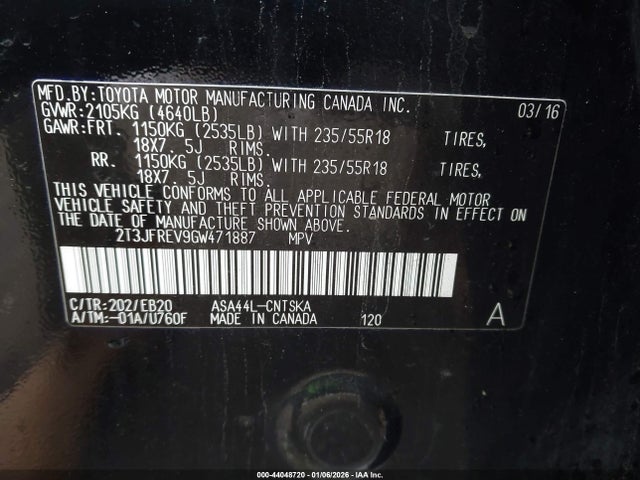 MFD.BY:TOYOTA MOTOR MANUFACTURING CANADA INC. 03/16
GVWR:2105KG (4640LB)
GAWR:FRT. 1150KG (2535LB) WITH 235/55R18 TIRES,
18X7. 5J RIMS.
RR. 1150KG (2535LB) WITH 235/55R18 TIRES,
18X7. 5J RIMS.
THIS VEHICLE CONFORMS TO ALL APPLICABLE FEDERAL MOTOR
VEHICLE SAFETY AND THEFT PREVENTION STANDARDS IN EFFECT ON
THE DATE OF MANUFACTURE SHOWN ABOVE.
2T3JFREV9GW471887 MPV
C/TR:202/EB20 ASA44L-CNTSKA
A/TM:-01A/U760F MADE IN CANADA 120 A
000-44048720 - 01/06/2026 - IAA Inc.